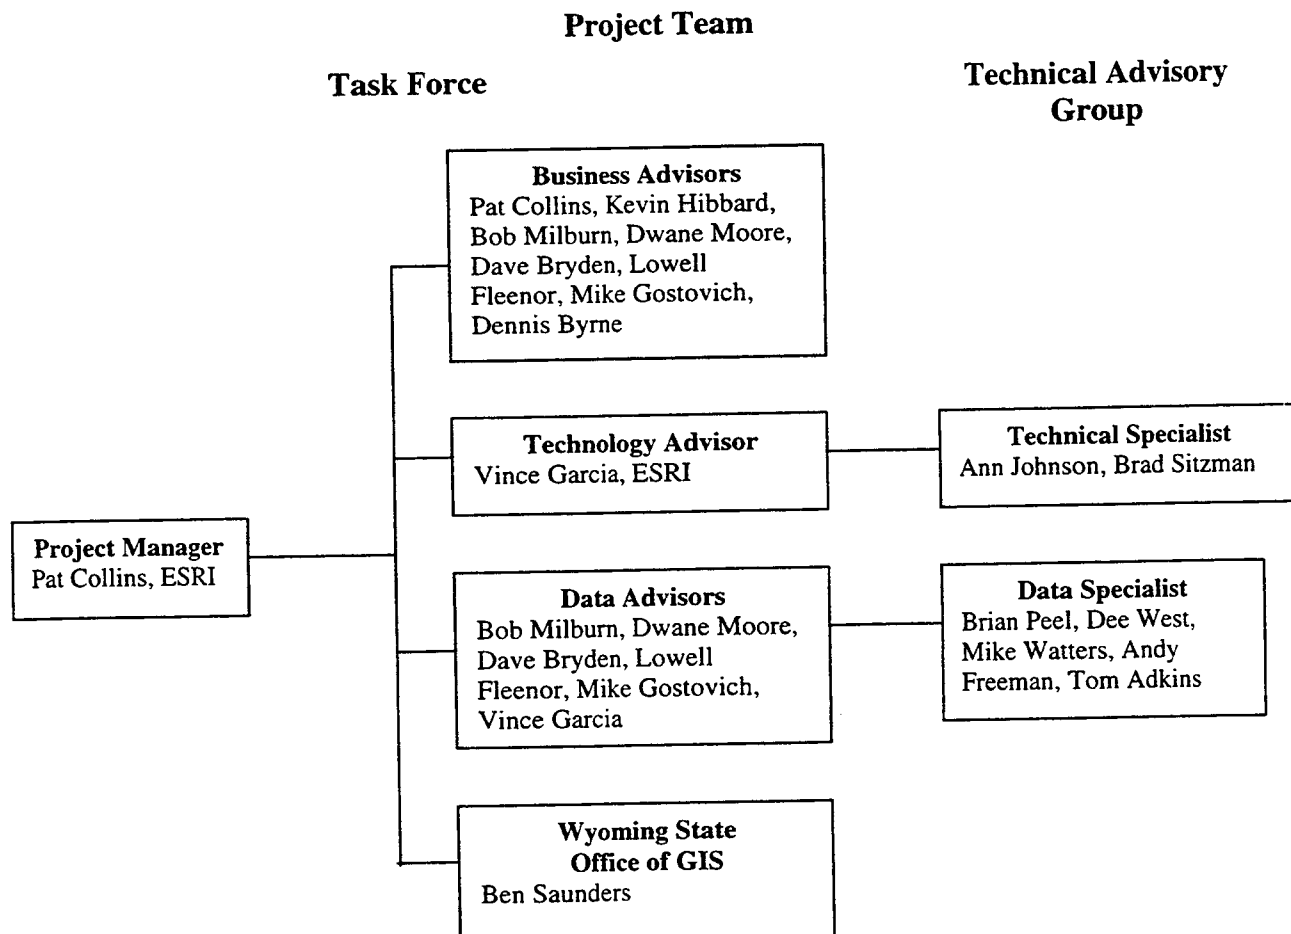 Project Team
Task Force
Technical Advisory
Group
Business Advisors
Pat Collins, Kevin Hibbard,
Bob Milburn, Dwane Moore,
Dave Bryden, Lowell
Fleenor, Mike Gostovich,
Dennis Byrne
Technology Advisor
Vince Garcia, ESRI
Technical Specialist
Ann Johnson, Brad Sitzman
Project Manager
Pat Collins, ESRI
Data Advisors
Bob Milburn, Dwane Moore,
Dave Bryden, Lowell
Fleenor, Mike Gostovich,
Vince Garcia
Data Specialist
Brian Peel, Dee West,
Mike Watters, Andy
Freeman, Tom Adkins
Wyoming State
Office of GIS
Ben Saunders